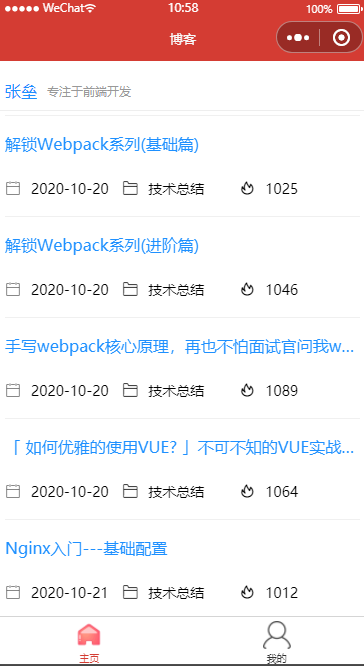 WeChat 10:58 100%
博客
张垒 专注于前端开发
解锁Webpack系列(基础篇)
2020-10-20 技术总结 1025
解锁Webpack系列(进阶篇)
2020-10-20 技术总结 1046
手写webpack核心原理，再也不怕面试官问我w...
2020-10-20 技术总结 1089
「 如何优雅的使用VUE? 」不可不知的VUE实战...
2020-10-20 技术总结 1064
Nginx入门---基础配置
2020-10-21 技术总结 1012
主页 我的